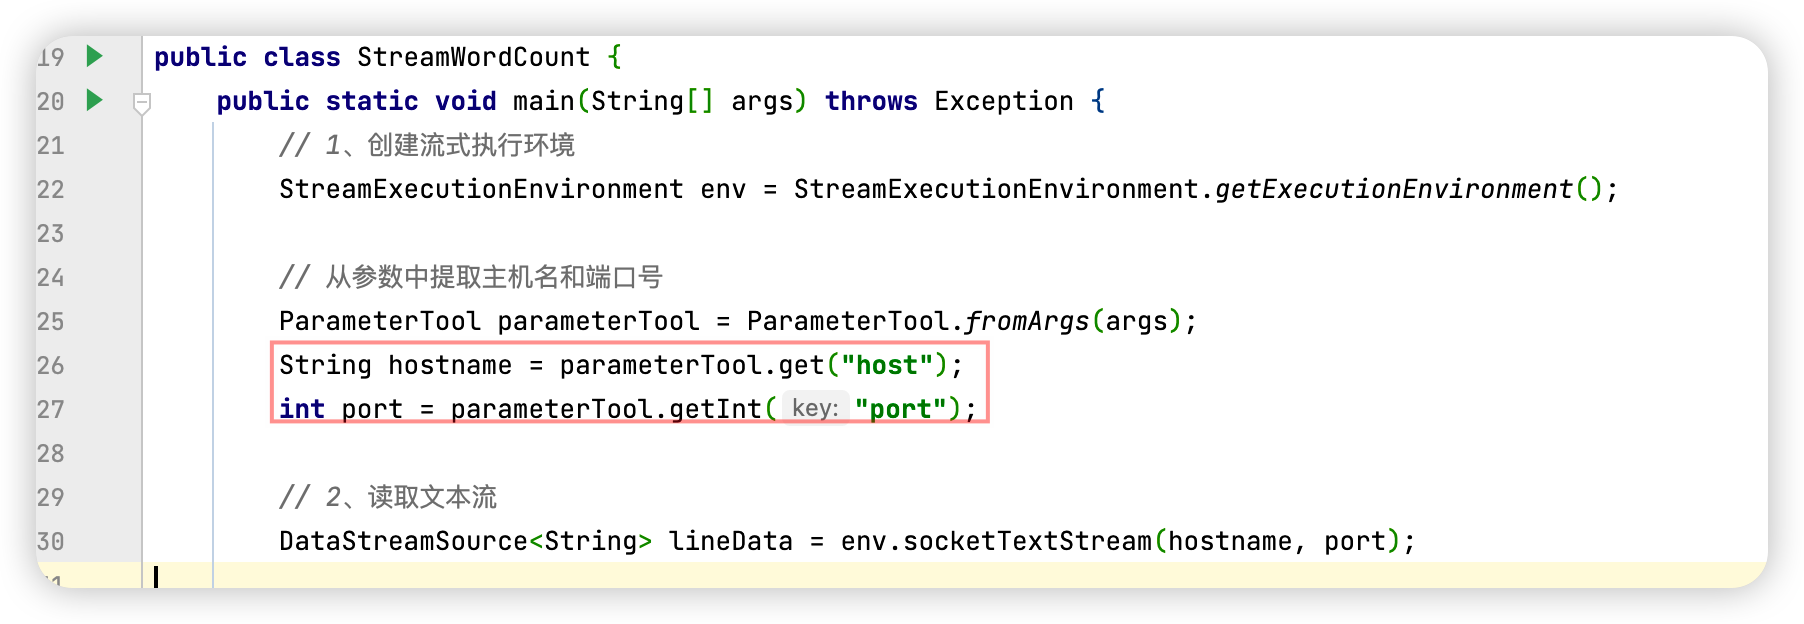 19 public class StreamWordCount {
20 public static void main(String[] args) throws Exception {
21 // 1、创建流式执行环境
22 StreamExecutionEnvironment env = StreamExecutionEnvironment.getExecutionEnvironment();
23
24 // 从参数中提取主机名和端口号
25 ParameterTool parameterTool = ParameterTool.fromArgs(args);
26 String hostname = parameterTool.get("host");
27 int port = parameterTool.getInt( key: "port");
28
29 // 2、读取文本流
30 DataStreamSource<String> lineData = env.socketTextStream(hostname, port);